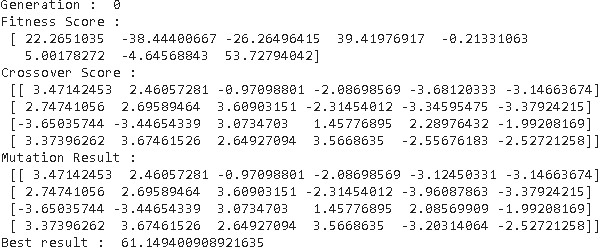 Generation :  0
Fitness Score :
[ 22.2651035  -38.44400667 -26.26496415  39.41976917  -0.21331063
5.00178272  -4.64568843  53.72794042]
Crossover Score :
[[ 3.47142453  2.46057281 -0.97098801 -2.08698569 -3.68120333 -3.14663674]
[ 2.74741056  2.69589464  3.60903151 -2.31454012 -3.34595475 -3.37924215]
[-3.65035744 -3.44654339  3.0734703   1.45776895  2.28976432 -1.99208169]
[ 3.37396262  3.67461526  2.64927094  3.5668635  -2.55676183 -2.52721258]]
Mutation Result :
[[ 3.47142453  2.46057281 -0.97098801 -2.08698569 -3.12450331 -3.14663674]
[ 2.74741056  2.69589464  3.60903151 -2.31454012 -3.96087863 -3.37924215]
[-3.65035744 -3.44654339  3.0734703   1.45776895  2.08569909 -1.99208169]
[ 3.37396262  3.67461526  2.64927094  3.5668635  -3.20314064 -2.52721258]]
Best result :  61.149400908921635